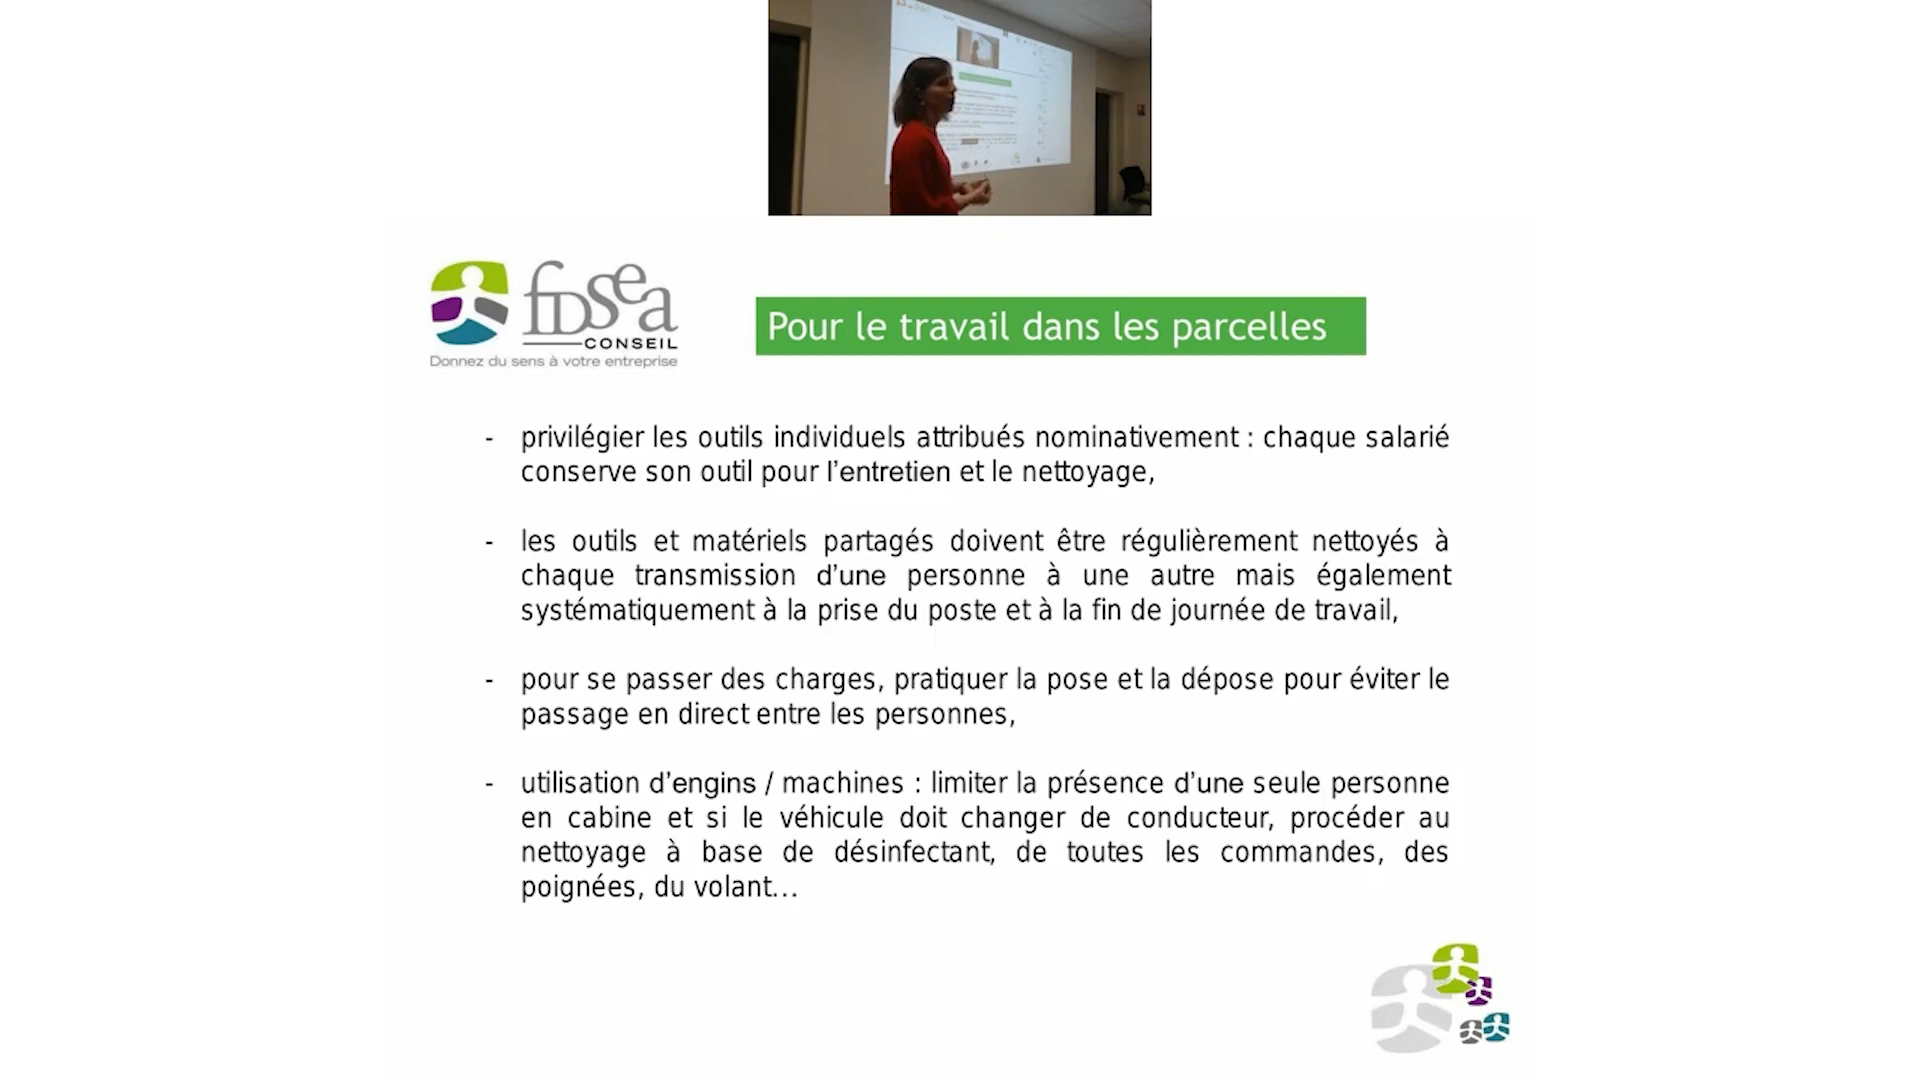 fdsea
CONSEIL
Donnez du sens à votre entreprise
Pour le travail dans les parcelles
- privilégier les outils individuels attribués nominativement : chaque salarié
conserve son outil pour l’entretien et le nettoyage,
- les outils et matériels partagés doivent être régulièrement nettoyés à
chaque transmission d’une personne à une autre mais également
systématiquement à la prise du poste et à la fin de journée de travail,
- pour se passer des charges, pratiquer la pose et la dépose pour éviter le
passage en direct entre les personnes,
- utilisation d’engins / machines : limiter la présence d’une seule personne
en cabine et si le véhicule doit changer de conducteur, procéder au
nettoyage à base de désinfectant, de toutes les commandes, des
poignées, du volant…